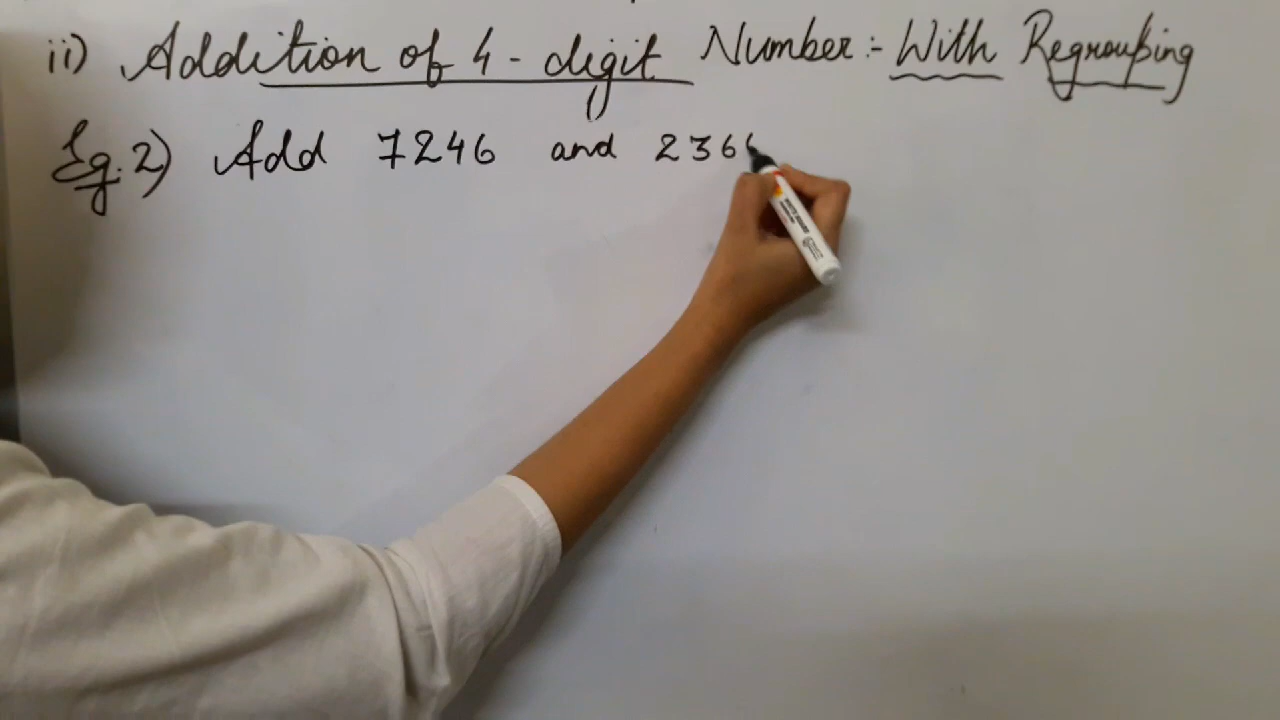 ii) Addition of 4-digit Number:- With Regrouping
Eg.2) Add 7246 and 236